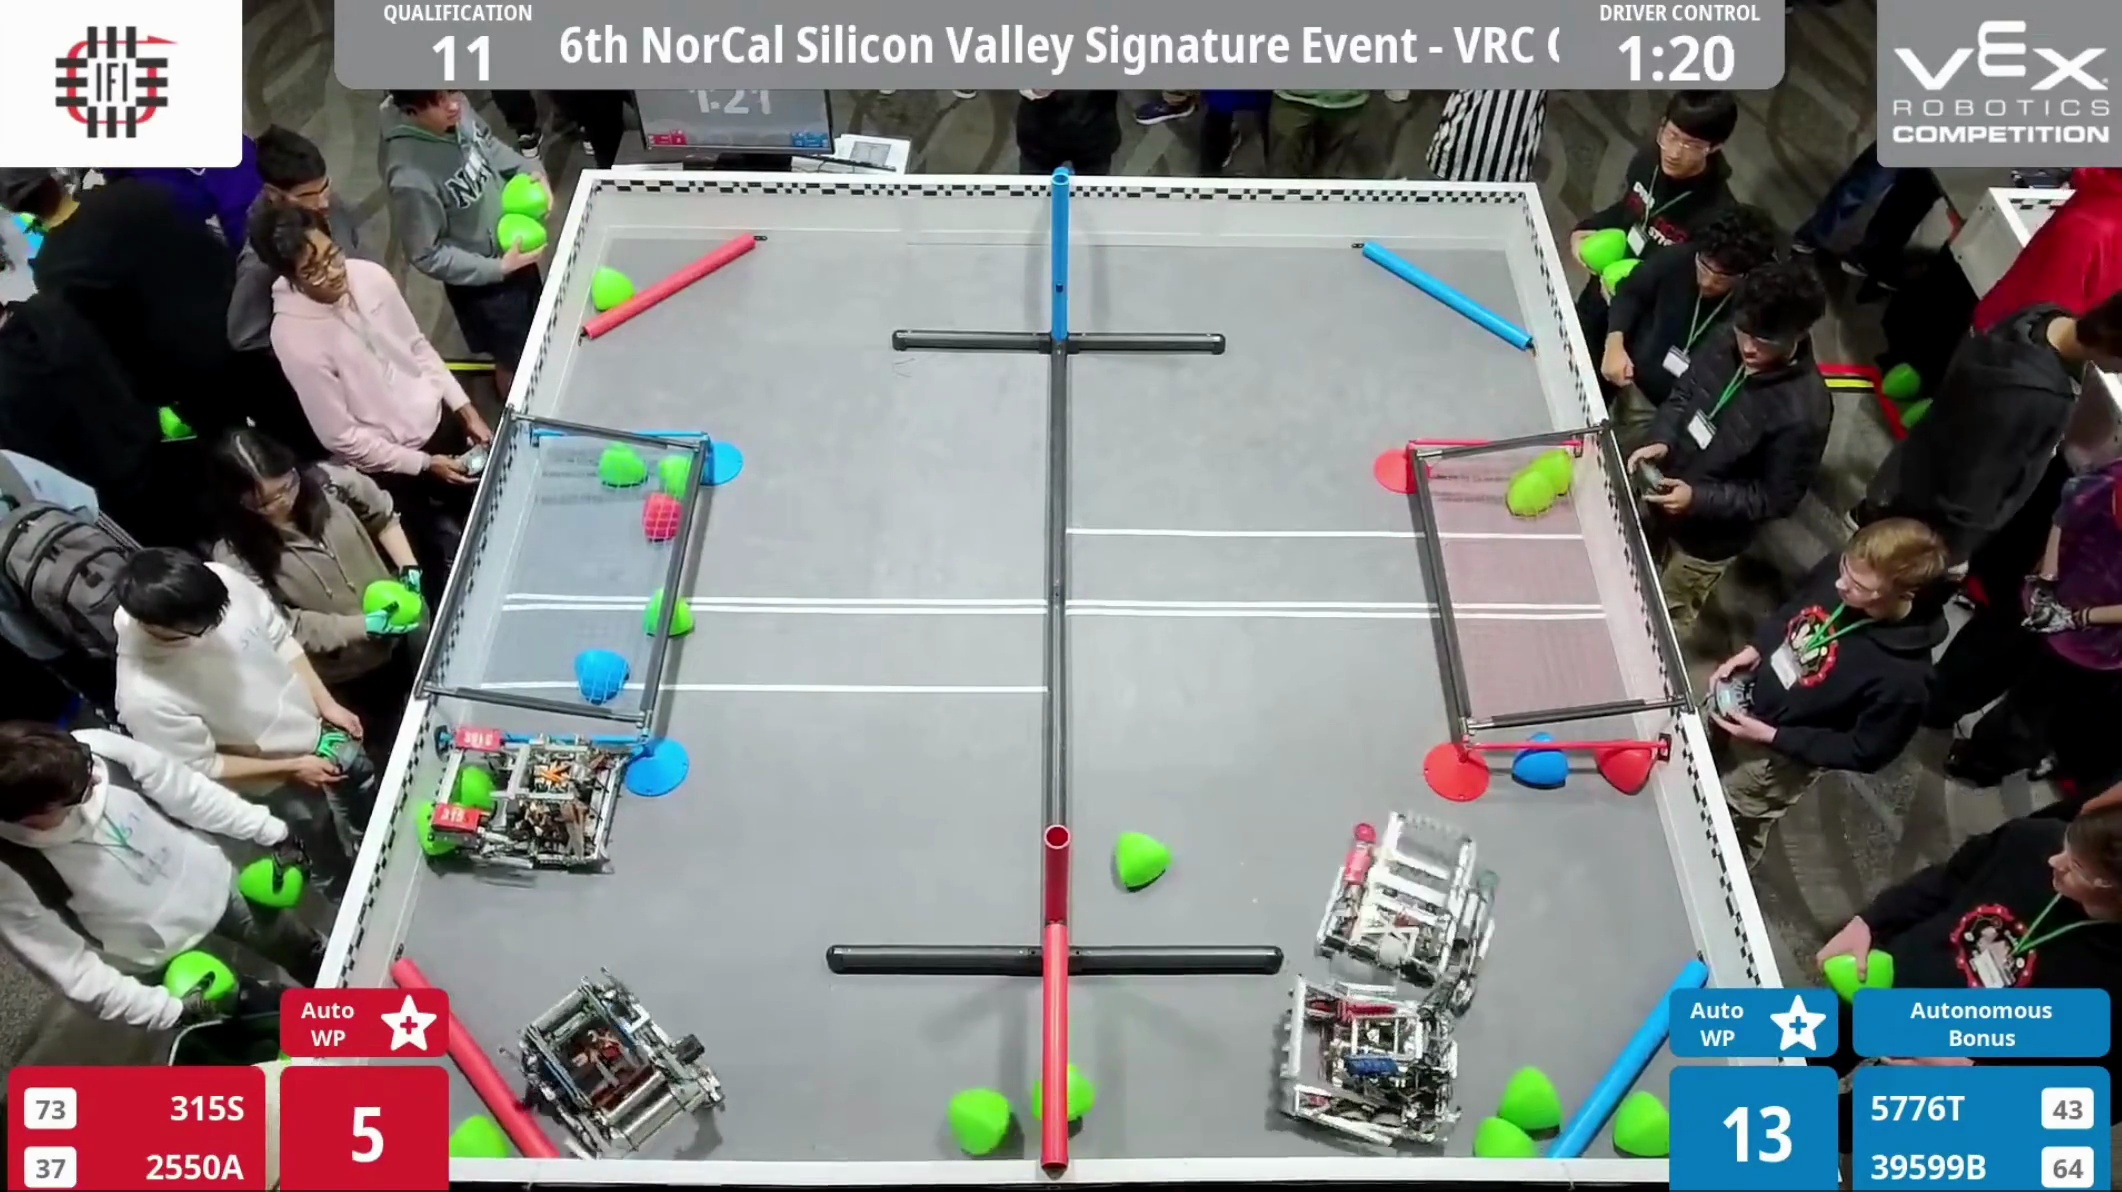 QUALIFICATION
11
6th NorCal Silicon Valley Signature Event - VRC
DRIVER CONTROL
1:20
IFI
VEX
ROBOTICS
COMPETITION
1:21
Auto
WP
73 315S
37 2550A
5
Auto
WP
Autonomous
Bonus
13
5776T 43
39599B 64